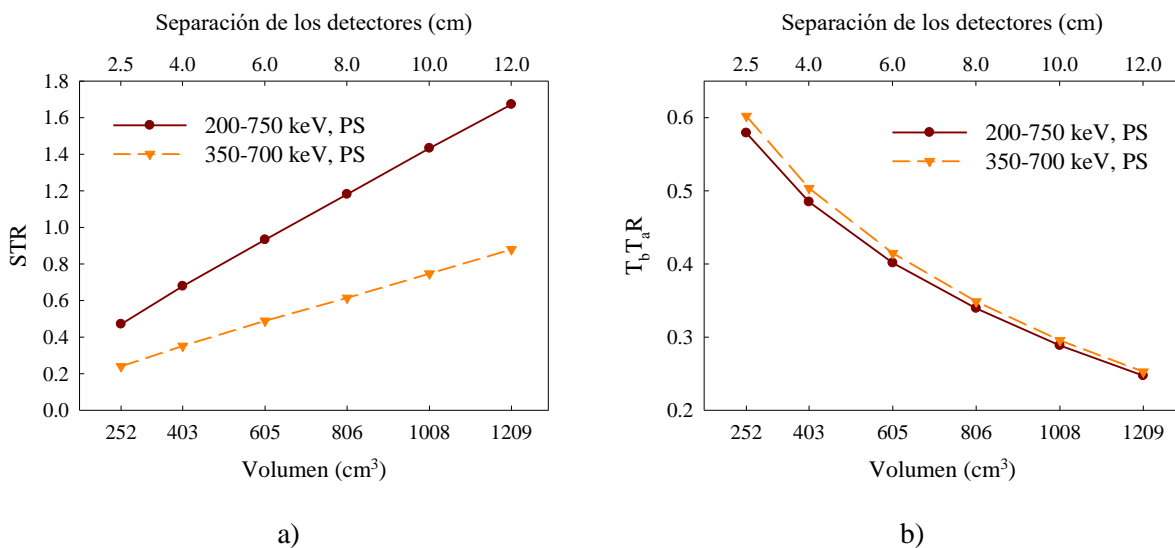 Separación de los detectores (cm)
2.5 4.0 6.0 8.0 10.0 12.0
1.8
1.6
1.4
1.2
1.0
0.8
0.6
0.4
0.2
0.0
STR
200-750 keV, PS
350-700 keV, PS
252 403 605 806 1008 1209
Volumen (cm³)
a)
Separación de los detectores (cm)
2.5 4.0 6.0 8.0 10.0 12.0
0.6
0.5
0.4
0.3
0.2
TbTaR
200-750 keV, PS
350-700 keV, PS
252 403 605 806 1008 1209
Volumen (cm³)
b)